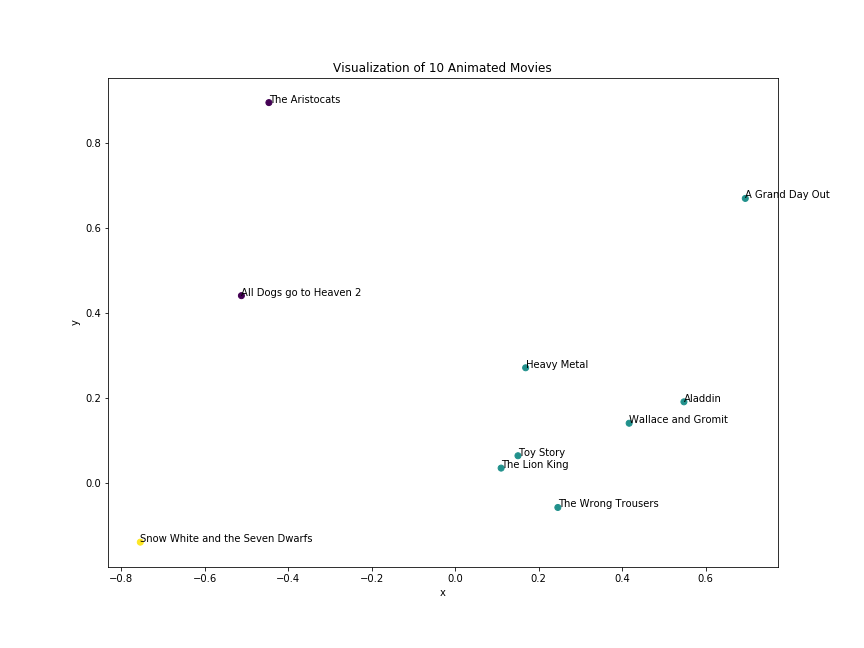 Visualization of 10 Animated Movies
The Aristocats
0.8
A Grand Day Out
0.6
All Dogs go to Heaven 2
y
0.4
Heavy Metal
Aladdin
0.2
Wallace and Gromit
Toy Story
The Lion King
0.0
The Wrong Trousers
Snow White and the Seven Dwarfs
−0.8 −0.6 −0.4 −0.2 0.0 0.2 0.4 0.6
x